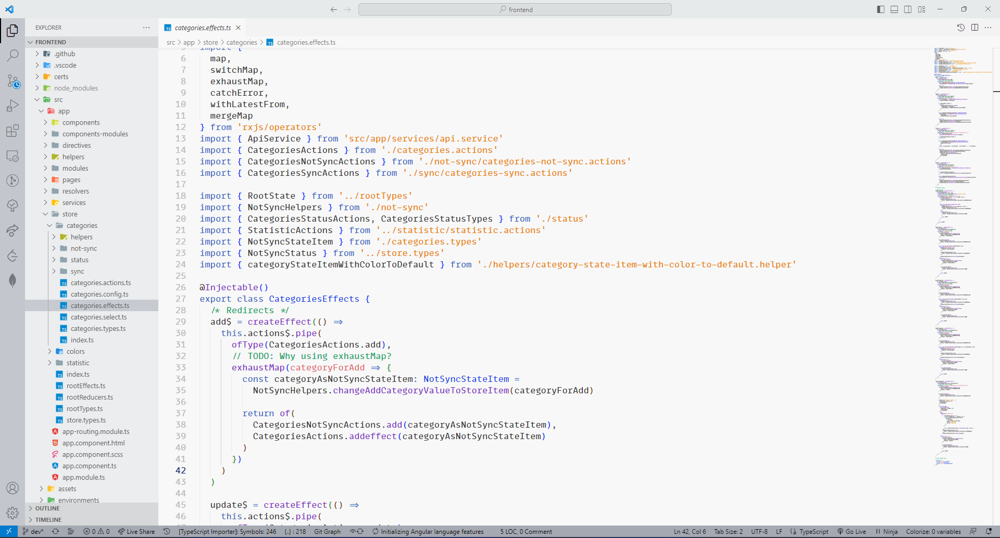 frontend
EXPLORER
FRONTEND
.github
.vscode
certs
node_modules
src
app
components
components-modules
directives
helpers
modules
pages
resolvers
services
store
categories
helpers
not-sync
status
sync
categories.actions.ts
categories.config.ts
categories.effects.ts
categories.select.ts
categories.types.ts
index.ts
colors
statistic
index.ts
rootEffects.ts
rootReducers.ts
rootTypes.ts
store.types.ts
app-routing.module.ts
app.component.html
app.component.scss
app.component.ts
app.module.ts
assets
environments
OUTLINE
TIMELINE
categories.effects.ts
src > app > store > categories > categories.effects.ts
5 import {
6 map,
7 switchMap,
8 exhaustMap,
9 catchError,
10 withLatestFrom,
11 mergeMap
12 } from 'rxjs/operators'
13 import { ApiService } from 'src/app/services/api.service'
14 import { CategoriesActions } from './categories.actions'
15 import { CategoriesNotSyncActions } from './not-sync/categories-not-sync.actions'
16 import { CategoriesSyncActions } from './sync/categories-sync.actions'
17
18 import { RootState } from '../rootTypes'
19 import { NotSyncHelpers } from './not-sync'
20 import { CategoriesStatusActions, CategoriesStatusTypes } from './status'
21 import { StatisticActions } from '../statistic/statistic.actions'
22 import { NotSyncStateItem } from './categories.types'
23 import { NotSyncStatus } from '../store.types'
24 import { categoryStateItemWithColorToDefault } from './helpers/category-state-item-with-color-to-default.helper'
25
26 @Injectable()
27 export class CategoriesEffects {
28 /* Redirects */
29 add$ = createEffect(() =>
30 this.actions$.pipe(
31 ofType(CategoriesActions.add),
32 // TODO: Why using exhaustMap?
33 exhaustMap(categoryForAdd => {
34 const categoryAsNotSyncStateItem: NotSyncStateItem =
35 NotSyncHelpers.changeAddCategoryValueToStoreItem(categoryForAdd)
36
37 return of(
38 CategoriesNotSyncActions.add(categoryAsNotSyncStateItem),
39 CategoriesActions.addeffect(categoryAsNotSyncStateItem)
40 )
41 })
42 )
43 )
44
45 update$ = createEffect(() =>
46 this.actions$.pipe(
dev* 0 0 Live Share [TypeScript Importer]: Symbols: 246 {..} : 218 Git Graph Initializing Angular language features 5 LOC, 0 Comment Ln 42, Col 6 Tab Size: 2 UTF-8 LF TypeScript Go Live Ninja Colorize: 0 variables